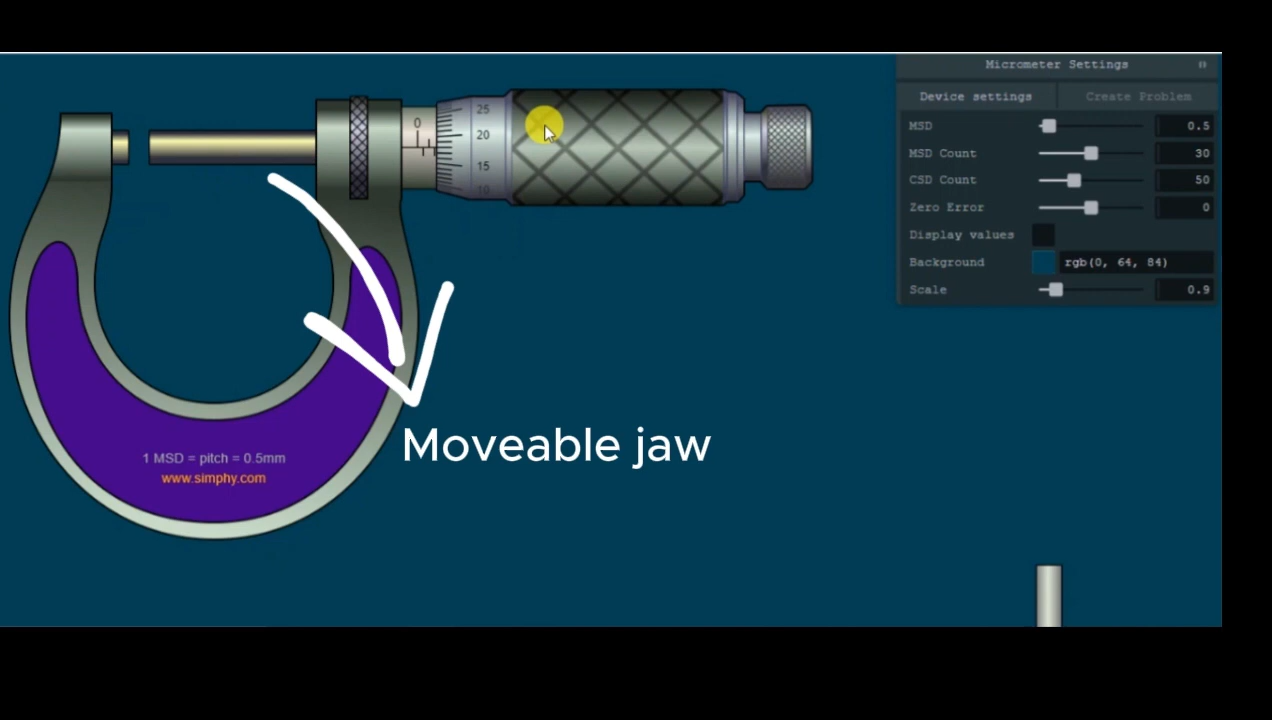 Micrometer Settings
Device settings
Create Problem
MSD 0.5
MSD Count 30
CSD Count 50
Zero Error 0
Display values
Background rgb(0, 64, 84)
Scale 0.9
0
25
20
15
10
Moveable jaw
1 MSD = pitch = 0.5mm
www.simphy.com